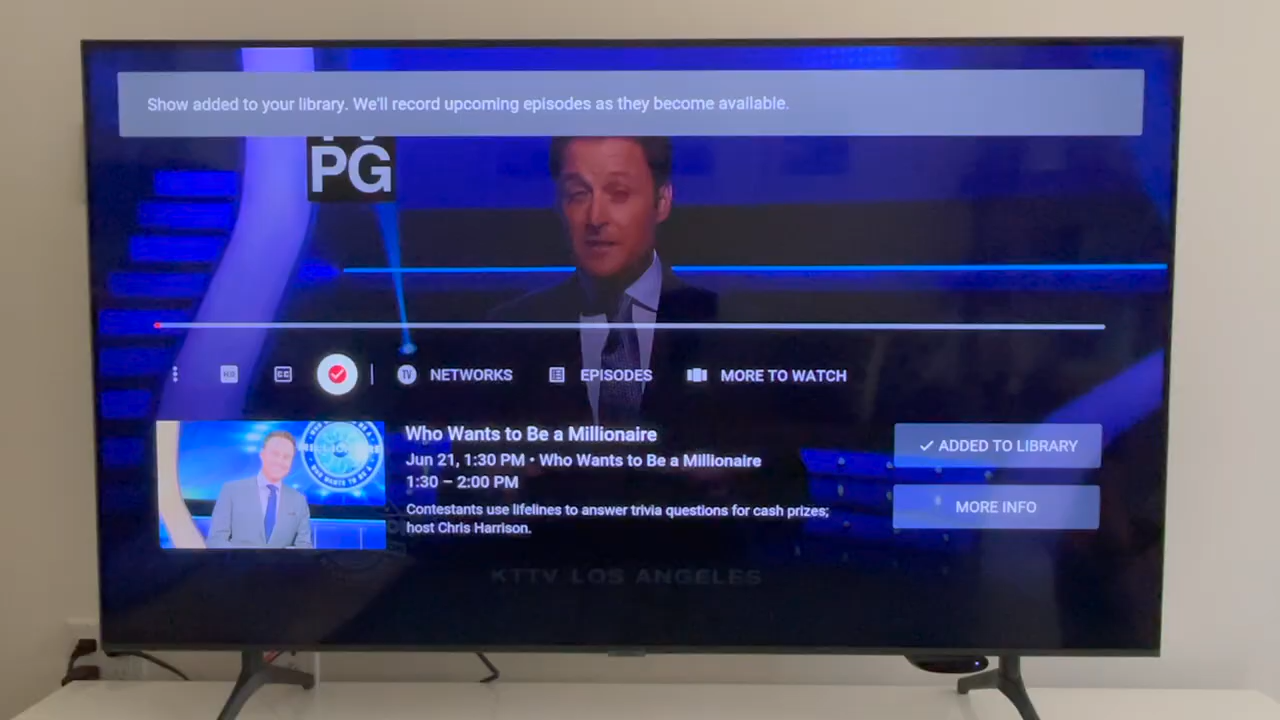 Show added to your library. We'll record upcoming episodes as they become available.
TV
PG
CC
TV
NETWORKS
EPISODES
MORE TO WATCH
Who Wants to Be a Millionaire
Jun 21, 1:30 PM • Who Wants to Be a Millionaire
1:30 – 2:00 PM
Contestants use lifelines to answer trivia questions for cash prizes;
host Chris Harrison.
✓ ADDED TO LIBRARY
MORE INFO
KTTV LOS ANGELES